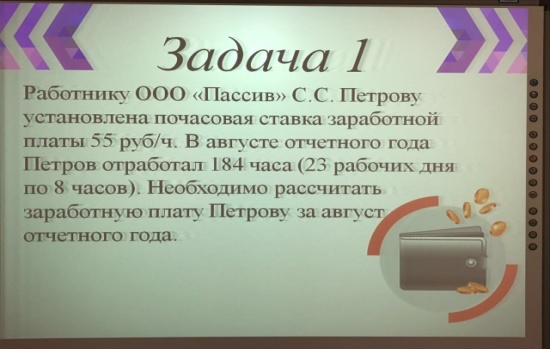 Задача 1
Работнику ООО «Пассив» С.С. Петрову
установлена почасовая ставка заработной
платы 55 руб/ч. В августе отчетного года
Петров отработал 184 часа (23 рабочих дня
по 8 часов). Необходимо рассчитать
заработную плату Петрову за август
отчетного года.